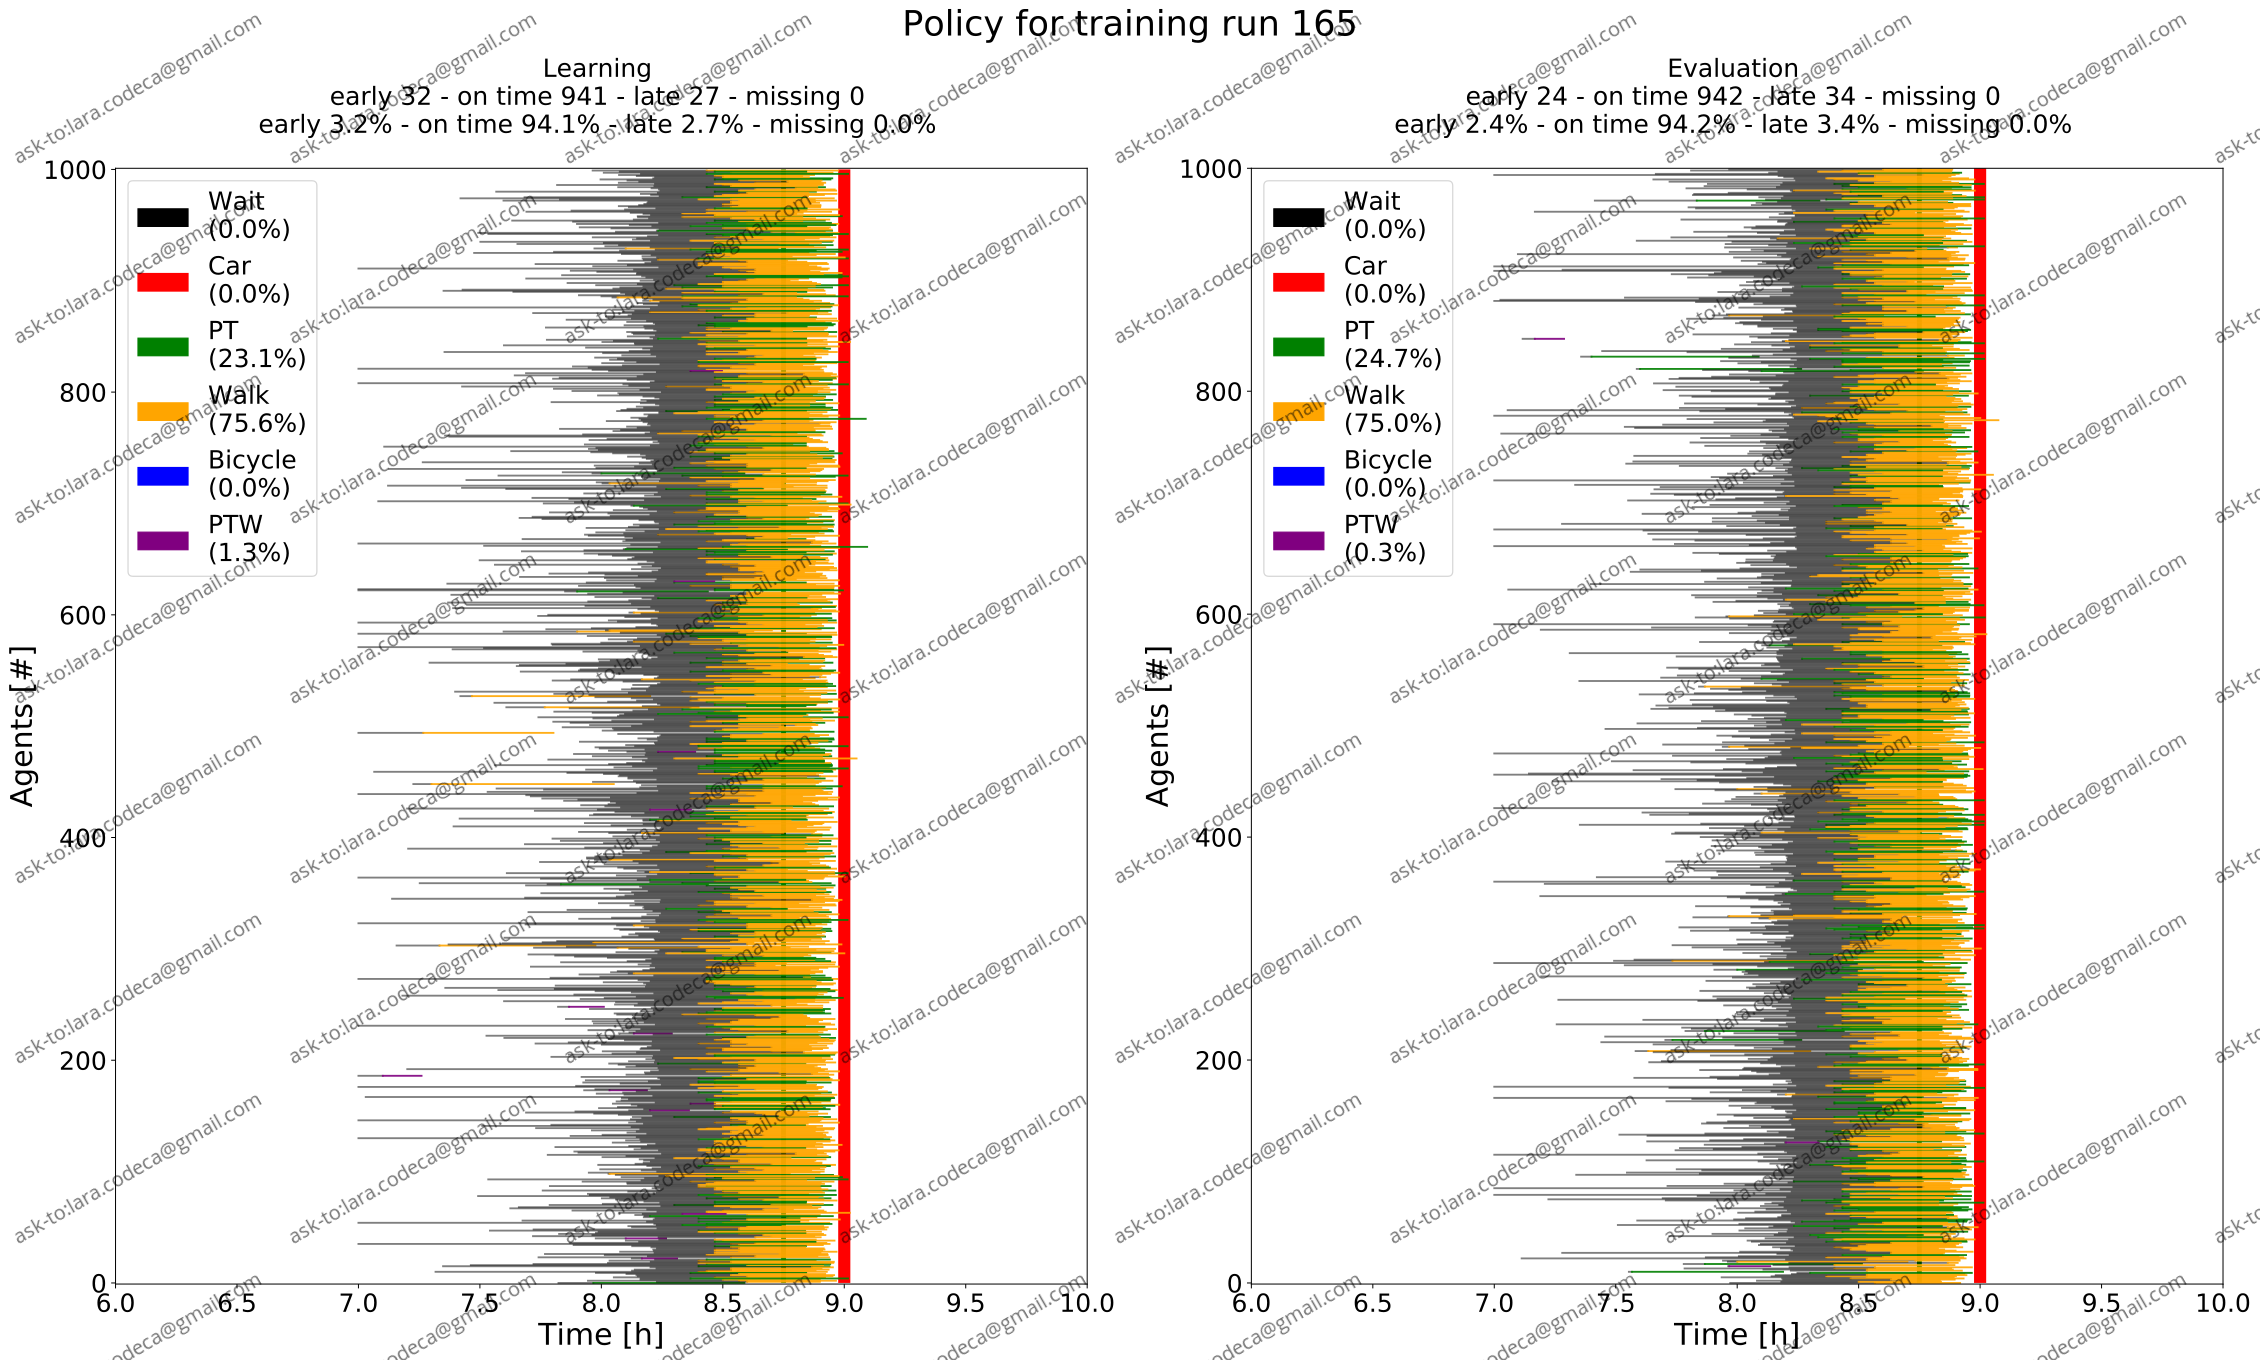 Policy for training run 165
Learning
early 32 - on time 941 - late 27 - missing 0
early 3.2% - on time 94.1% - late 2.7% - missing 0.0%
1000
800
600
400
200
0
Agents [#]
Wait
(0.0%)
Car
(0.0%)
PT
(23.1%)
Walk
(75.6%)
Bicycle
(0.0%)
PTW
(1.3%)
6.0 6.5 7.0 7.5 8.0 8.5 9.0 9.5 10.0
Time [h]
Evaluation
early 24 - on time 942 - late 34 - missing 0
early 2.4% - on time 94.2% - late 3.4% - missing 0.0%
1000
800
600
400
200
0
Agents [#]
Wait
(0.0%)
Car
(0.0%)
PT
(24.7%)
Walk
(75.0%)
Bicycle
(0.0%)
PTW
(0.3%)
6.0 6.5 7.0 7.5 8.0 8.5 9.0 9.5 10.0
Time [h]
ask-to:lara.codeca@gmail.com